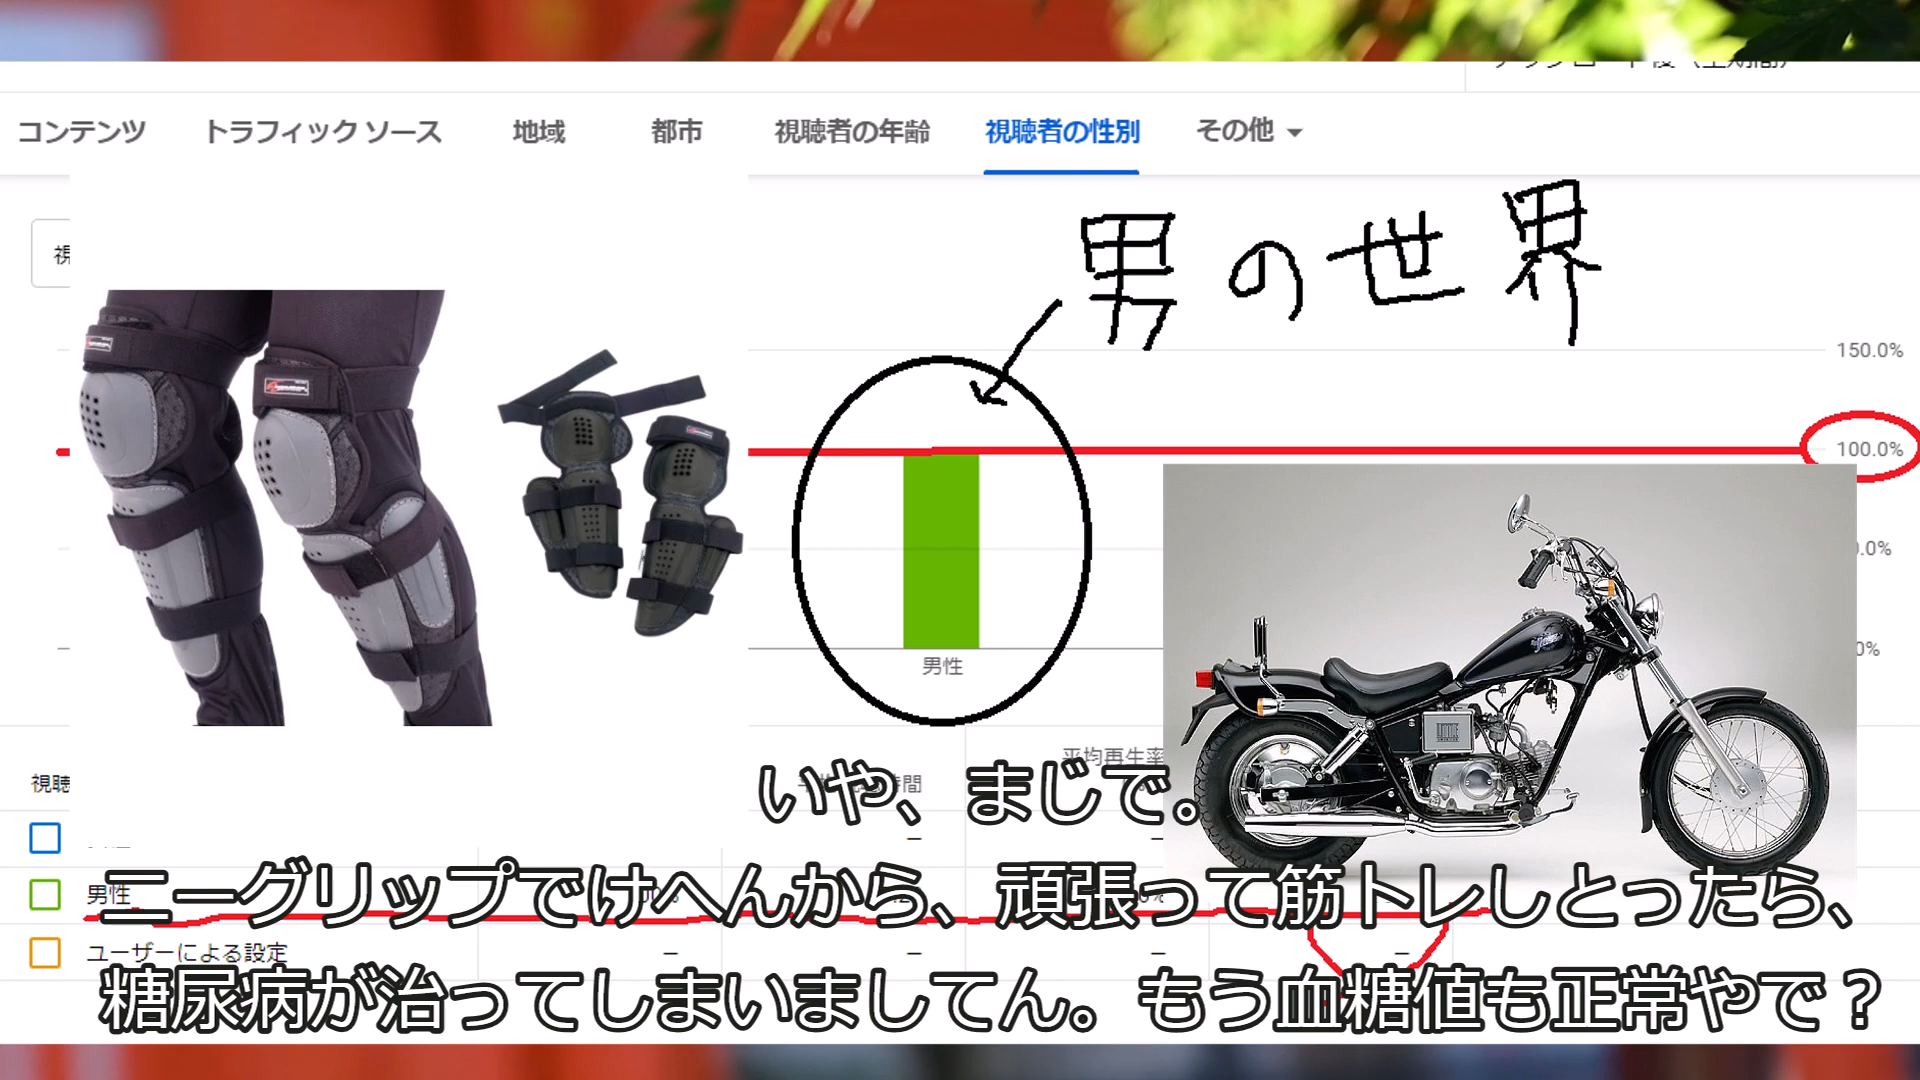 コンテンツ トラフィック ソース 地域 都市 視聴者の年齢 視聴者の性別 その他
男の世界
150.0%
100.0%
男性
平均再生率
いや、まじで。
男性
ニーグリップでけへんから、頑張って筋トレしとったら、
ユーザーによる設定 – – – –
糖尿病が治ってしまいましてん。もう血糖値も正常やで？